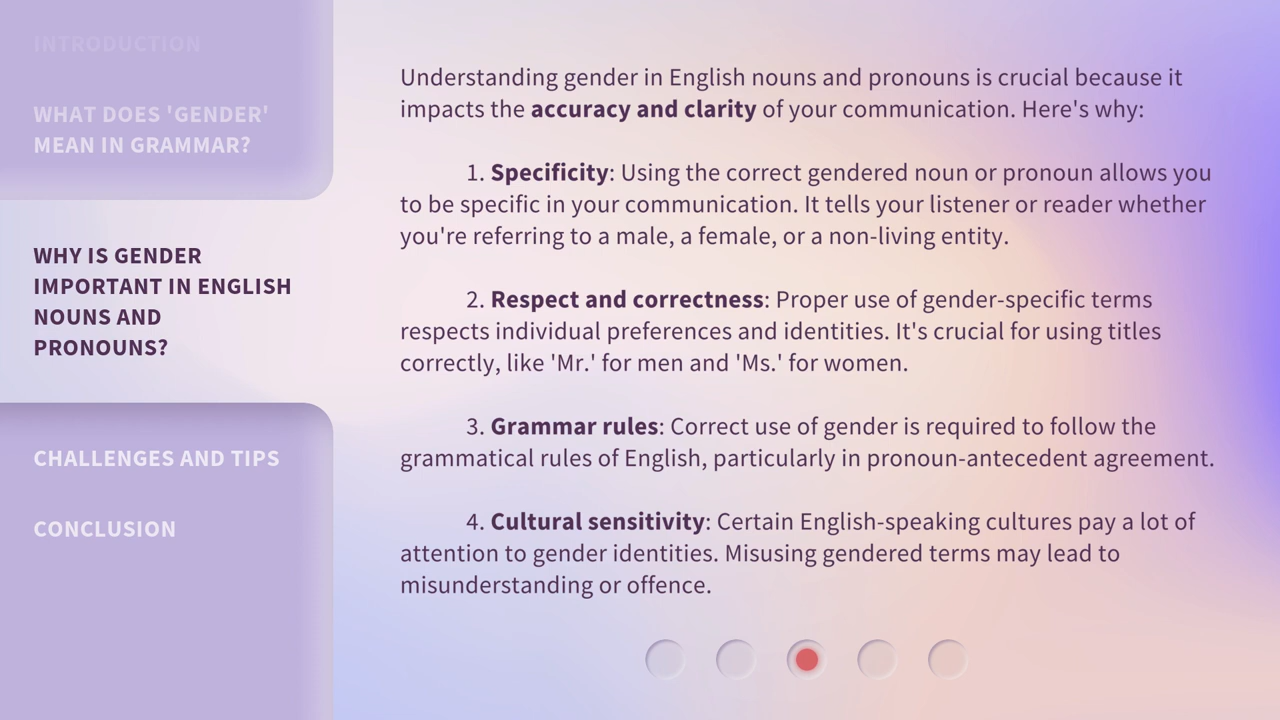 INTRODUCTION
WHAT DOES 'GENDER'
MEAN IN GRAMMAR?
WHY IS GENDER
IMPORTANT IN ENGLISH
NOUNS AND
PRONOUNS?
CHALLENGES AND TIPS
CONCLUSION
Understanding gender in English nouns and pronouns is crucial because it
impacts the accuracy and clarity of your communication. Here's why:
1. Specificity: Using the correct gendered noun or pronoun allows you
to be specific in your communication. It tells your listener or reader whether
you're referring to a male, a female, or a non-living entity.
2. Respect and correctness: Proper use of gender-specific terms
respects individual preferences and identities. It's crucial for using titles
correctly, like 'Mr.' for men and 'Ms.' for women.
3. Grammar rules: Correct use of gender is required to follow the
grammatical rules of English, particularly in pronoun-antecedent agreement.
4. Cultural sensitivity: Certain English-speaking cultures pay a lot of
attention to gender identities. Misusing gendered terms may lead to
misunderstanding or offence.